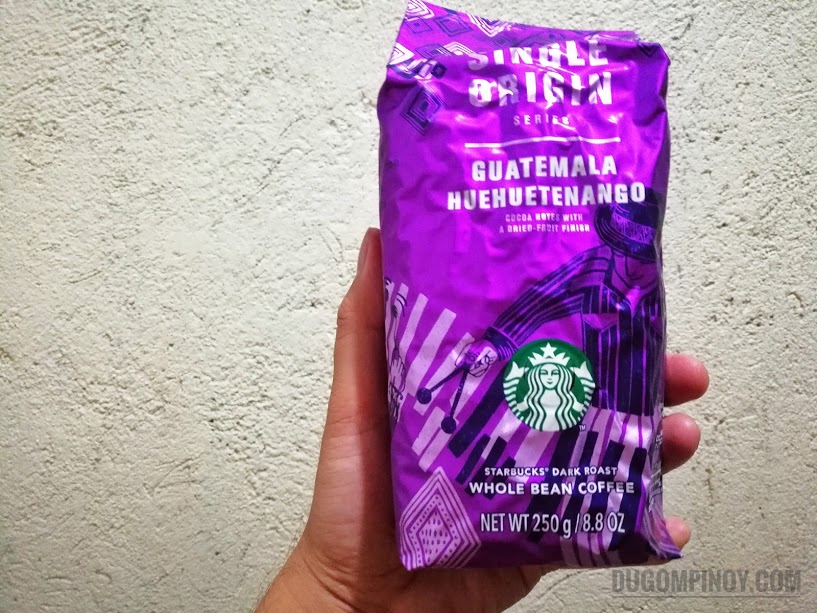 SINGLE
ORIGIN
SERIES
GUATEMALA
HUEHUETENANGO
COCOA NOTES WITH
A DRIED-FRUIT FINISH
TM
STARBUCKS® DARK ROAST
WHOLE BEAN COFFEE
NET WT 250 g / 8.8 OZ
DUGOMPINOY.COM